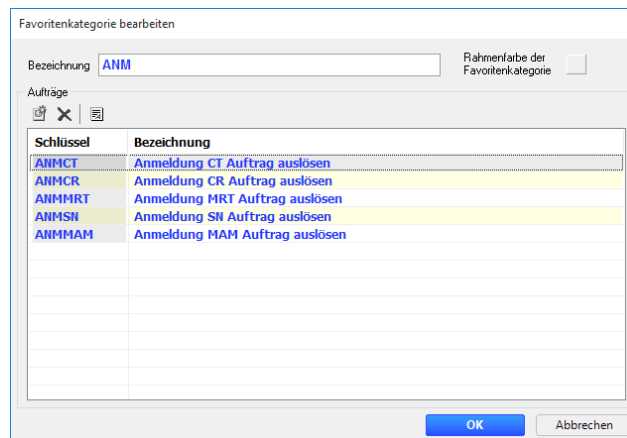 Favoritenkategorie bearbeiten
Bezeichnung ANM
Rahmenfarbe der
Favoritenkategorie
Aufträge
Schlüssel Bezeichnung
ANMCT Anmeldung CT Auftrag auslösen
ANMCR Anmeldung CR Auftrag auslösen
ANMMRT Anmeldung MRT Auftrag auslösen
ANMSN Anmeldung SN Auftrag auslösen
ANMMAM Anmeldung MAM Auftrag auslösen
OK Abbrechen